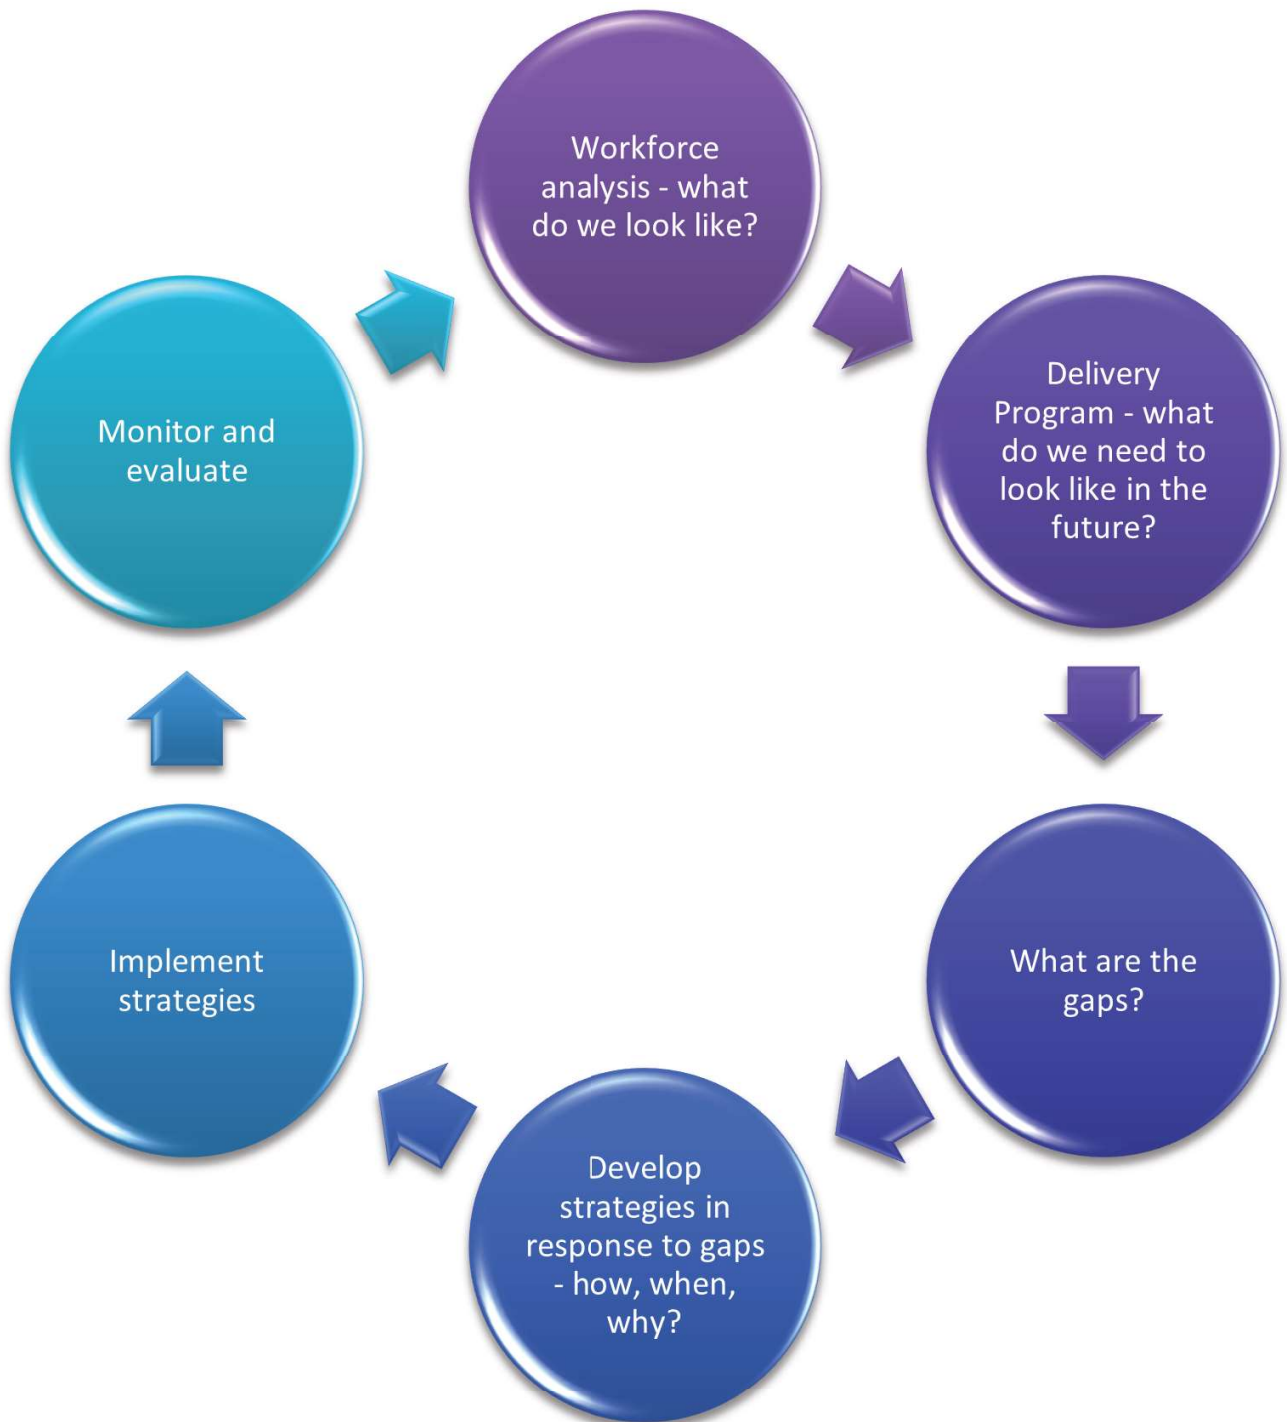 Workforce
analysis - what
do we look like?
Delivery
Program - what
do we need to
look like in the
future?
What are the
gaps?
Develop
strategies in
response to gaps
- how, when,
why?
Implement
strategies
Monitor and
evaluate